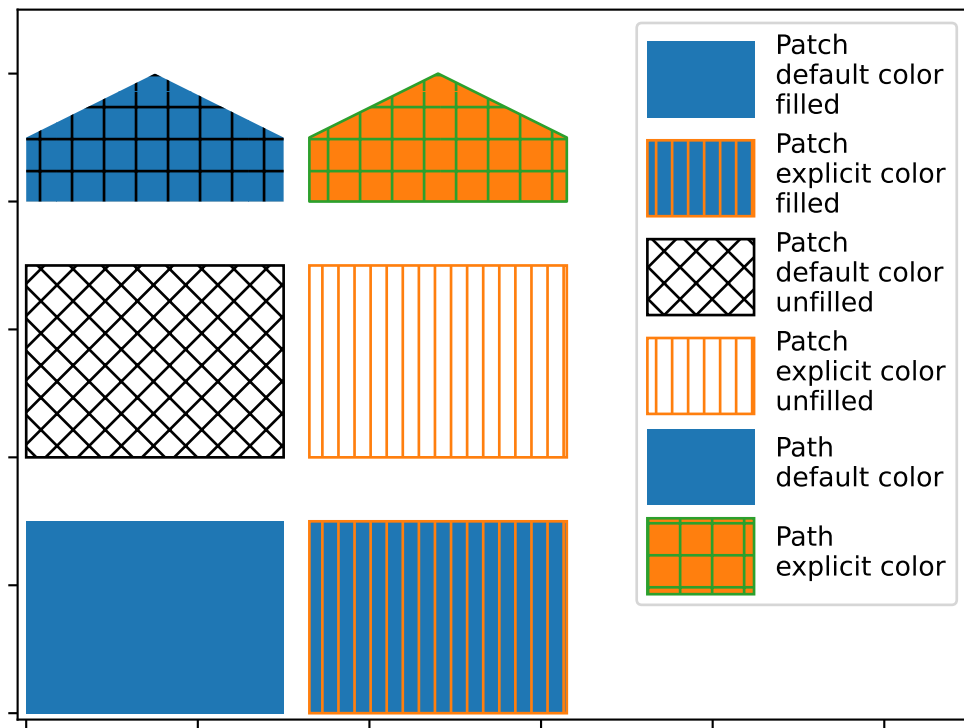 Patch
default color
filled
Patch
explicit color
filled
Patch
default color
unfilled
Patch
explicit color
unfilled
Path
default color
Path
explicit color